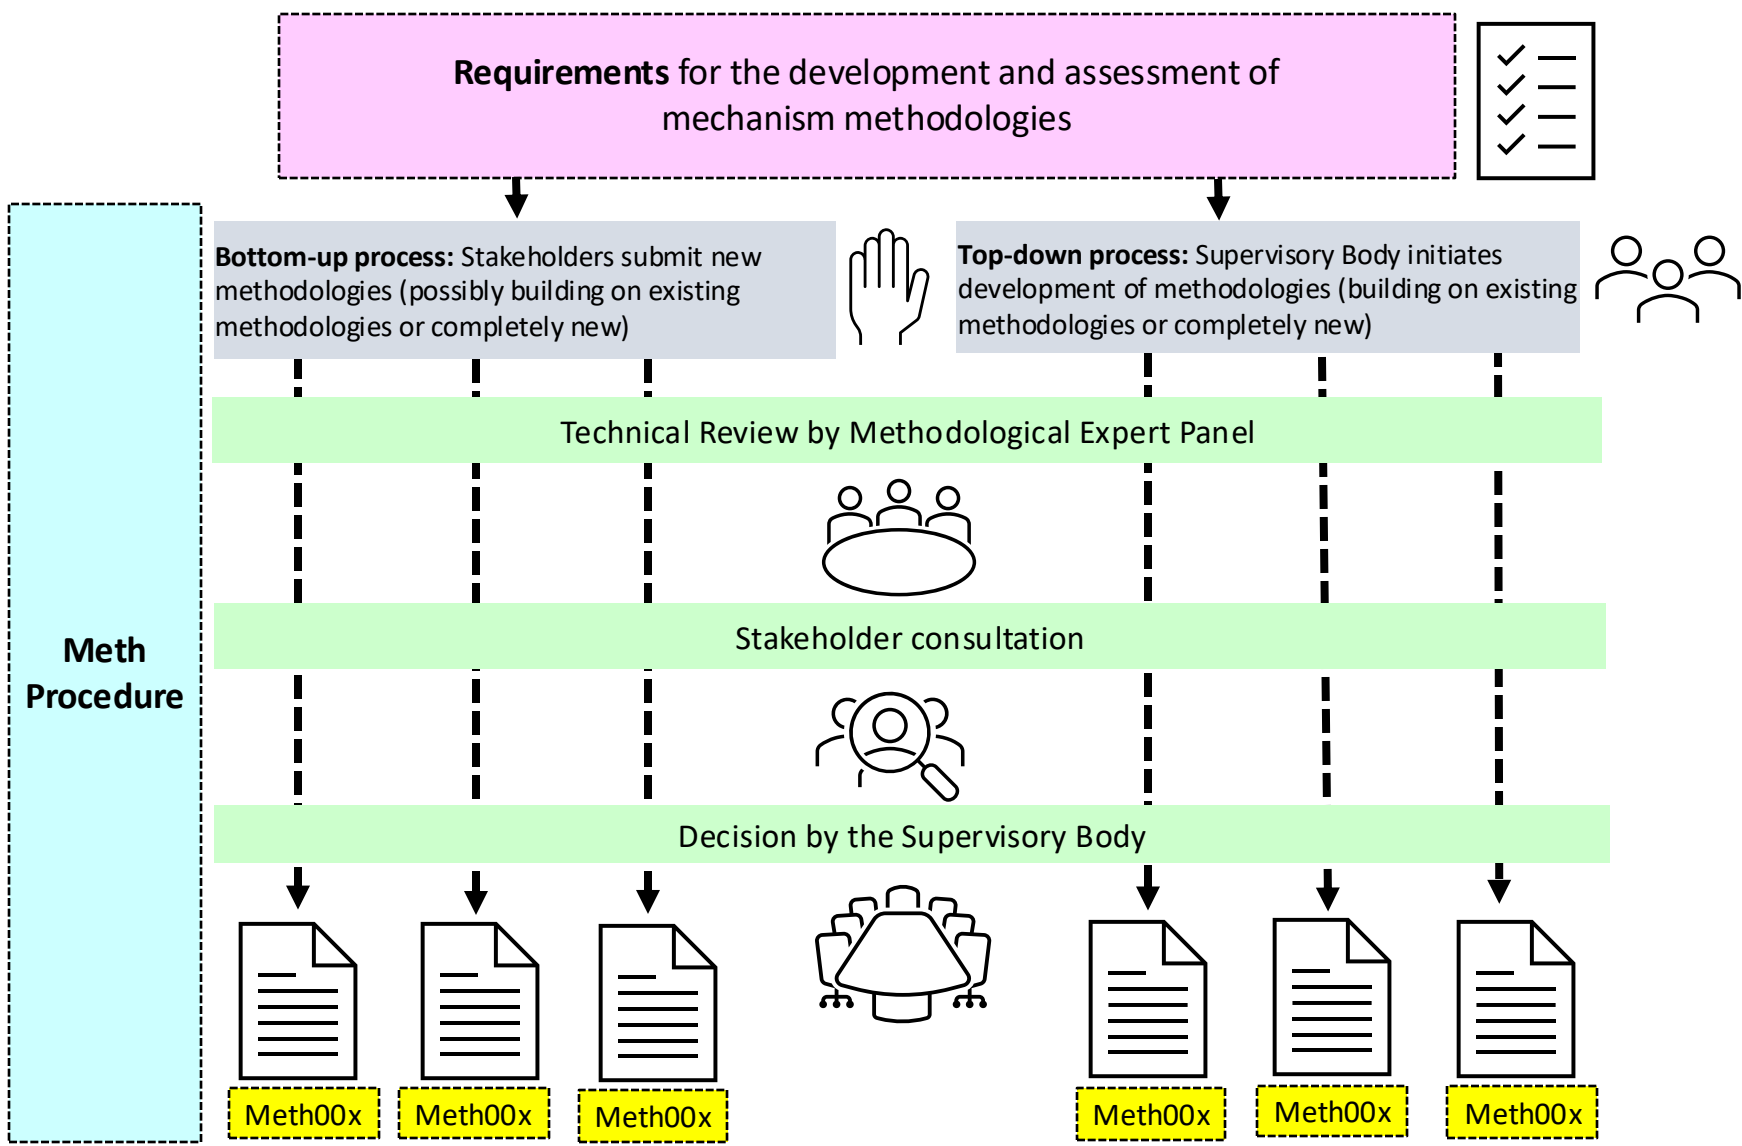 Requirements for the development and assessment of
mechanism methodologies
Bottom-up process: Stakeholders submit new
methodologies (possibly building on existing
methodologies or completely new)
Top-down process: Supervisory Body initiates
development of methodologies (building on existing
methodologies or completely new)
Technical Review by Methodological Expert Panel
Stakeholder consultation
Meth
Procedure
Decision by the Supervisory Body
Meth00x
Meth00x
Meth00x
Meth00x
Meth00x
Meth00x